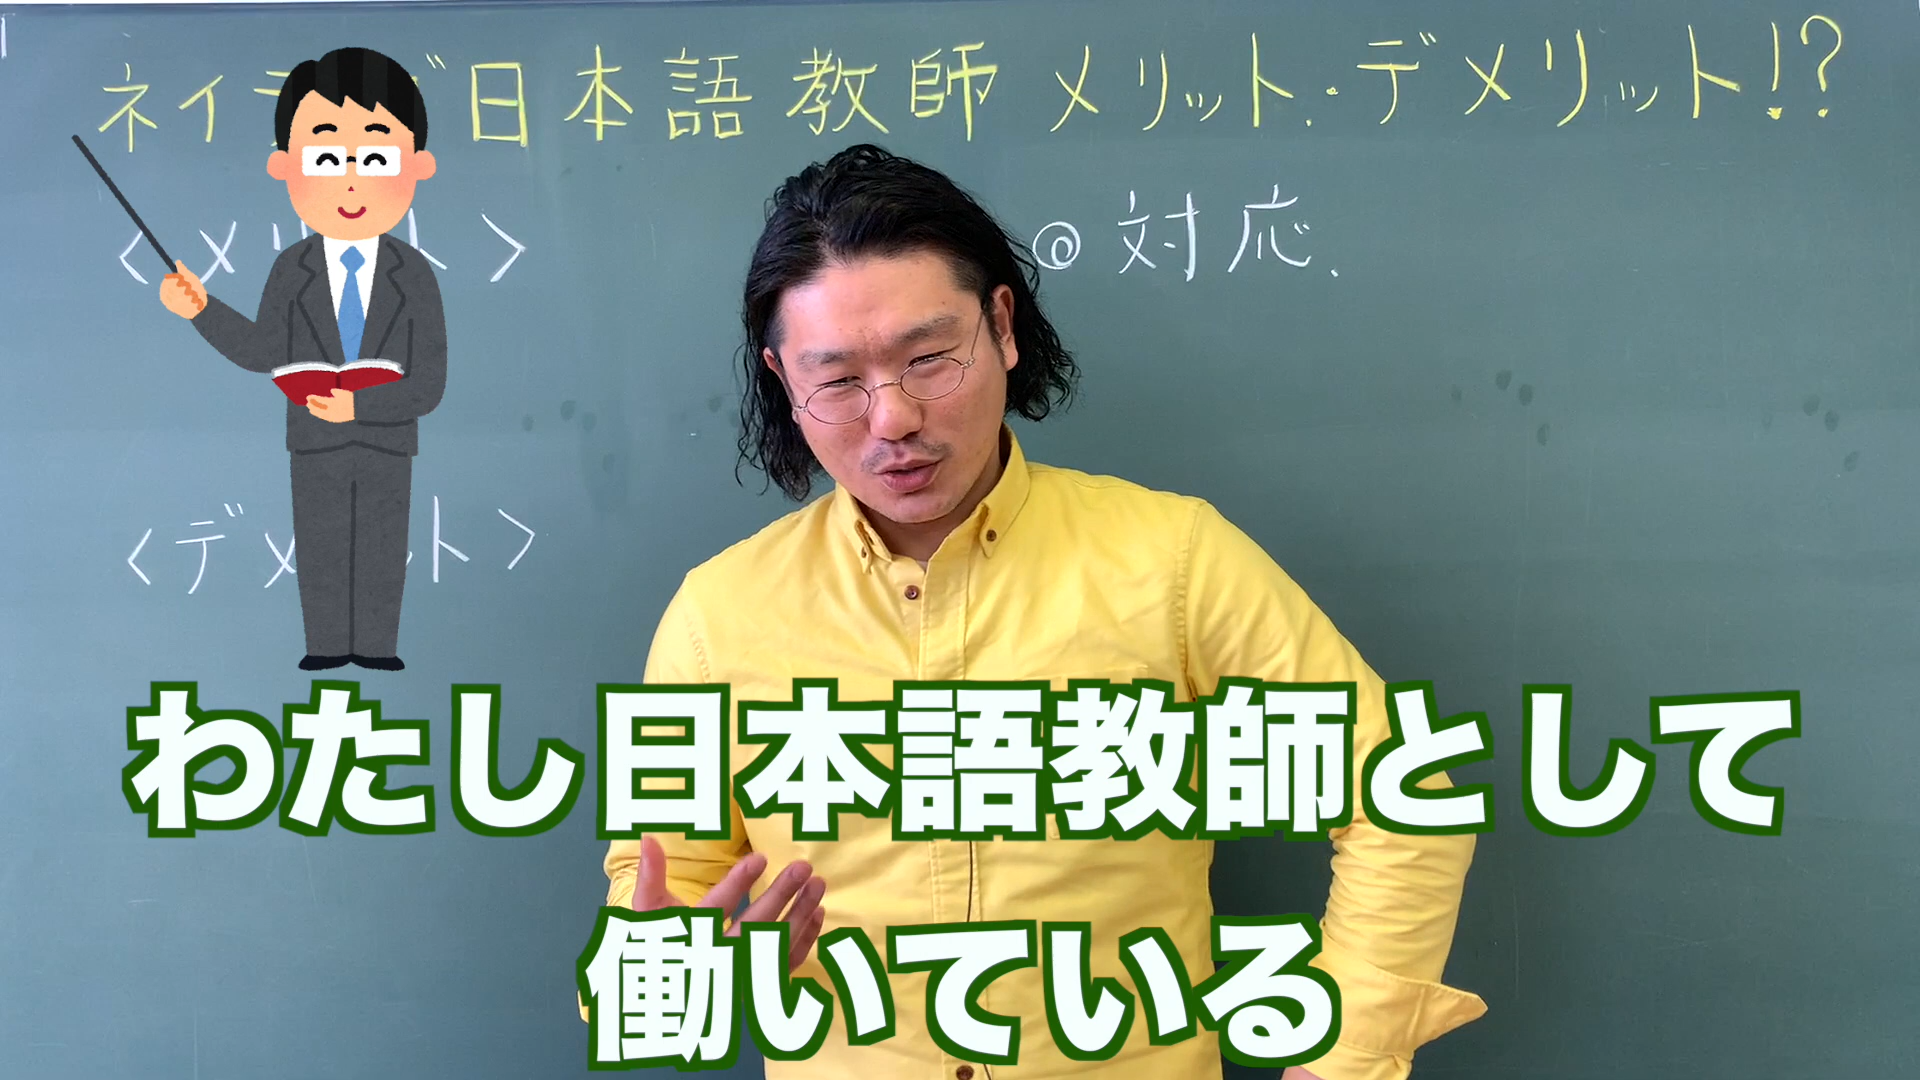 ネイティブ日本語教師メリット・デメリット!?
<メリット>
◎対応.
<デメリット>
わたし日本語教師として
働いている